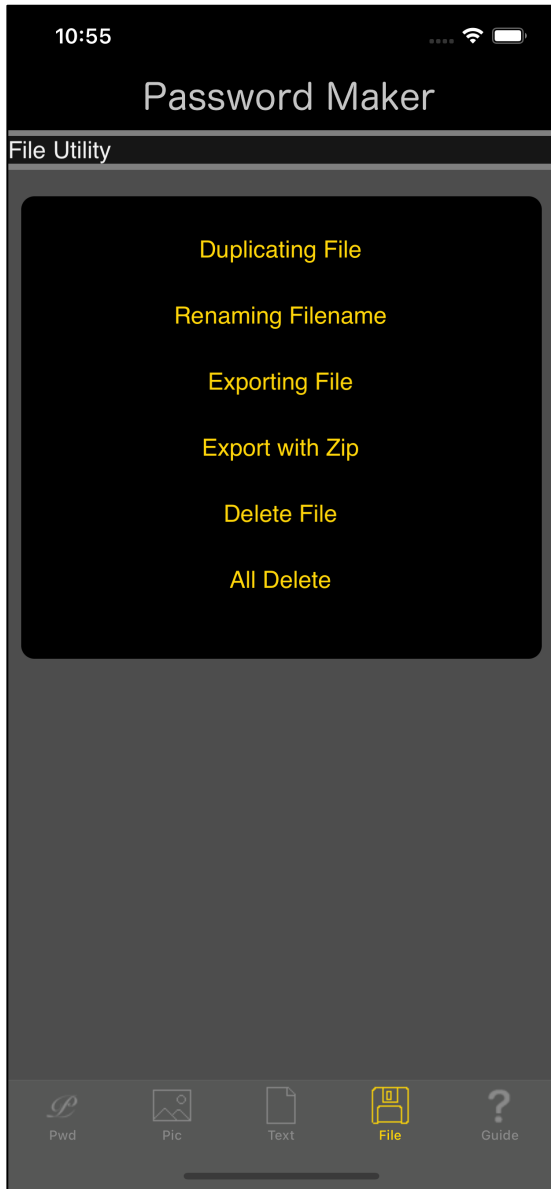 10:55
Password Maker
File Utility
Duplicating File
Renaming Filename
Exporting File
Export with Zip
Delete File
All Delete
𝒫
Pwd
Pic
Text
File
?
Guide